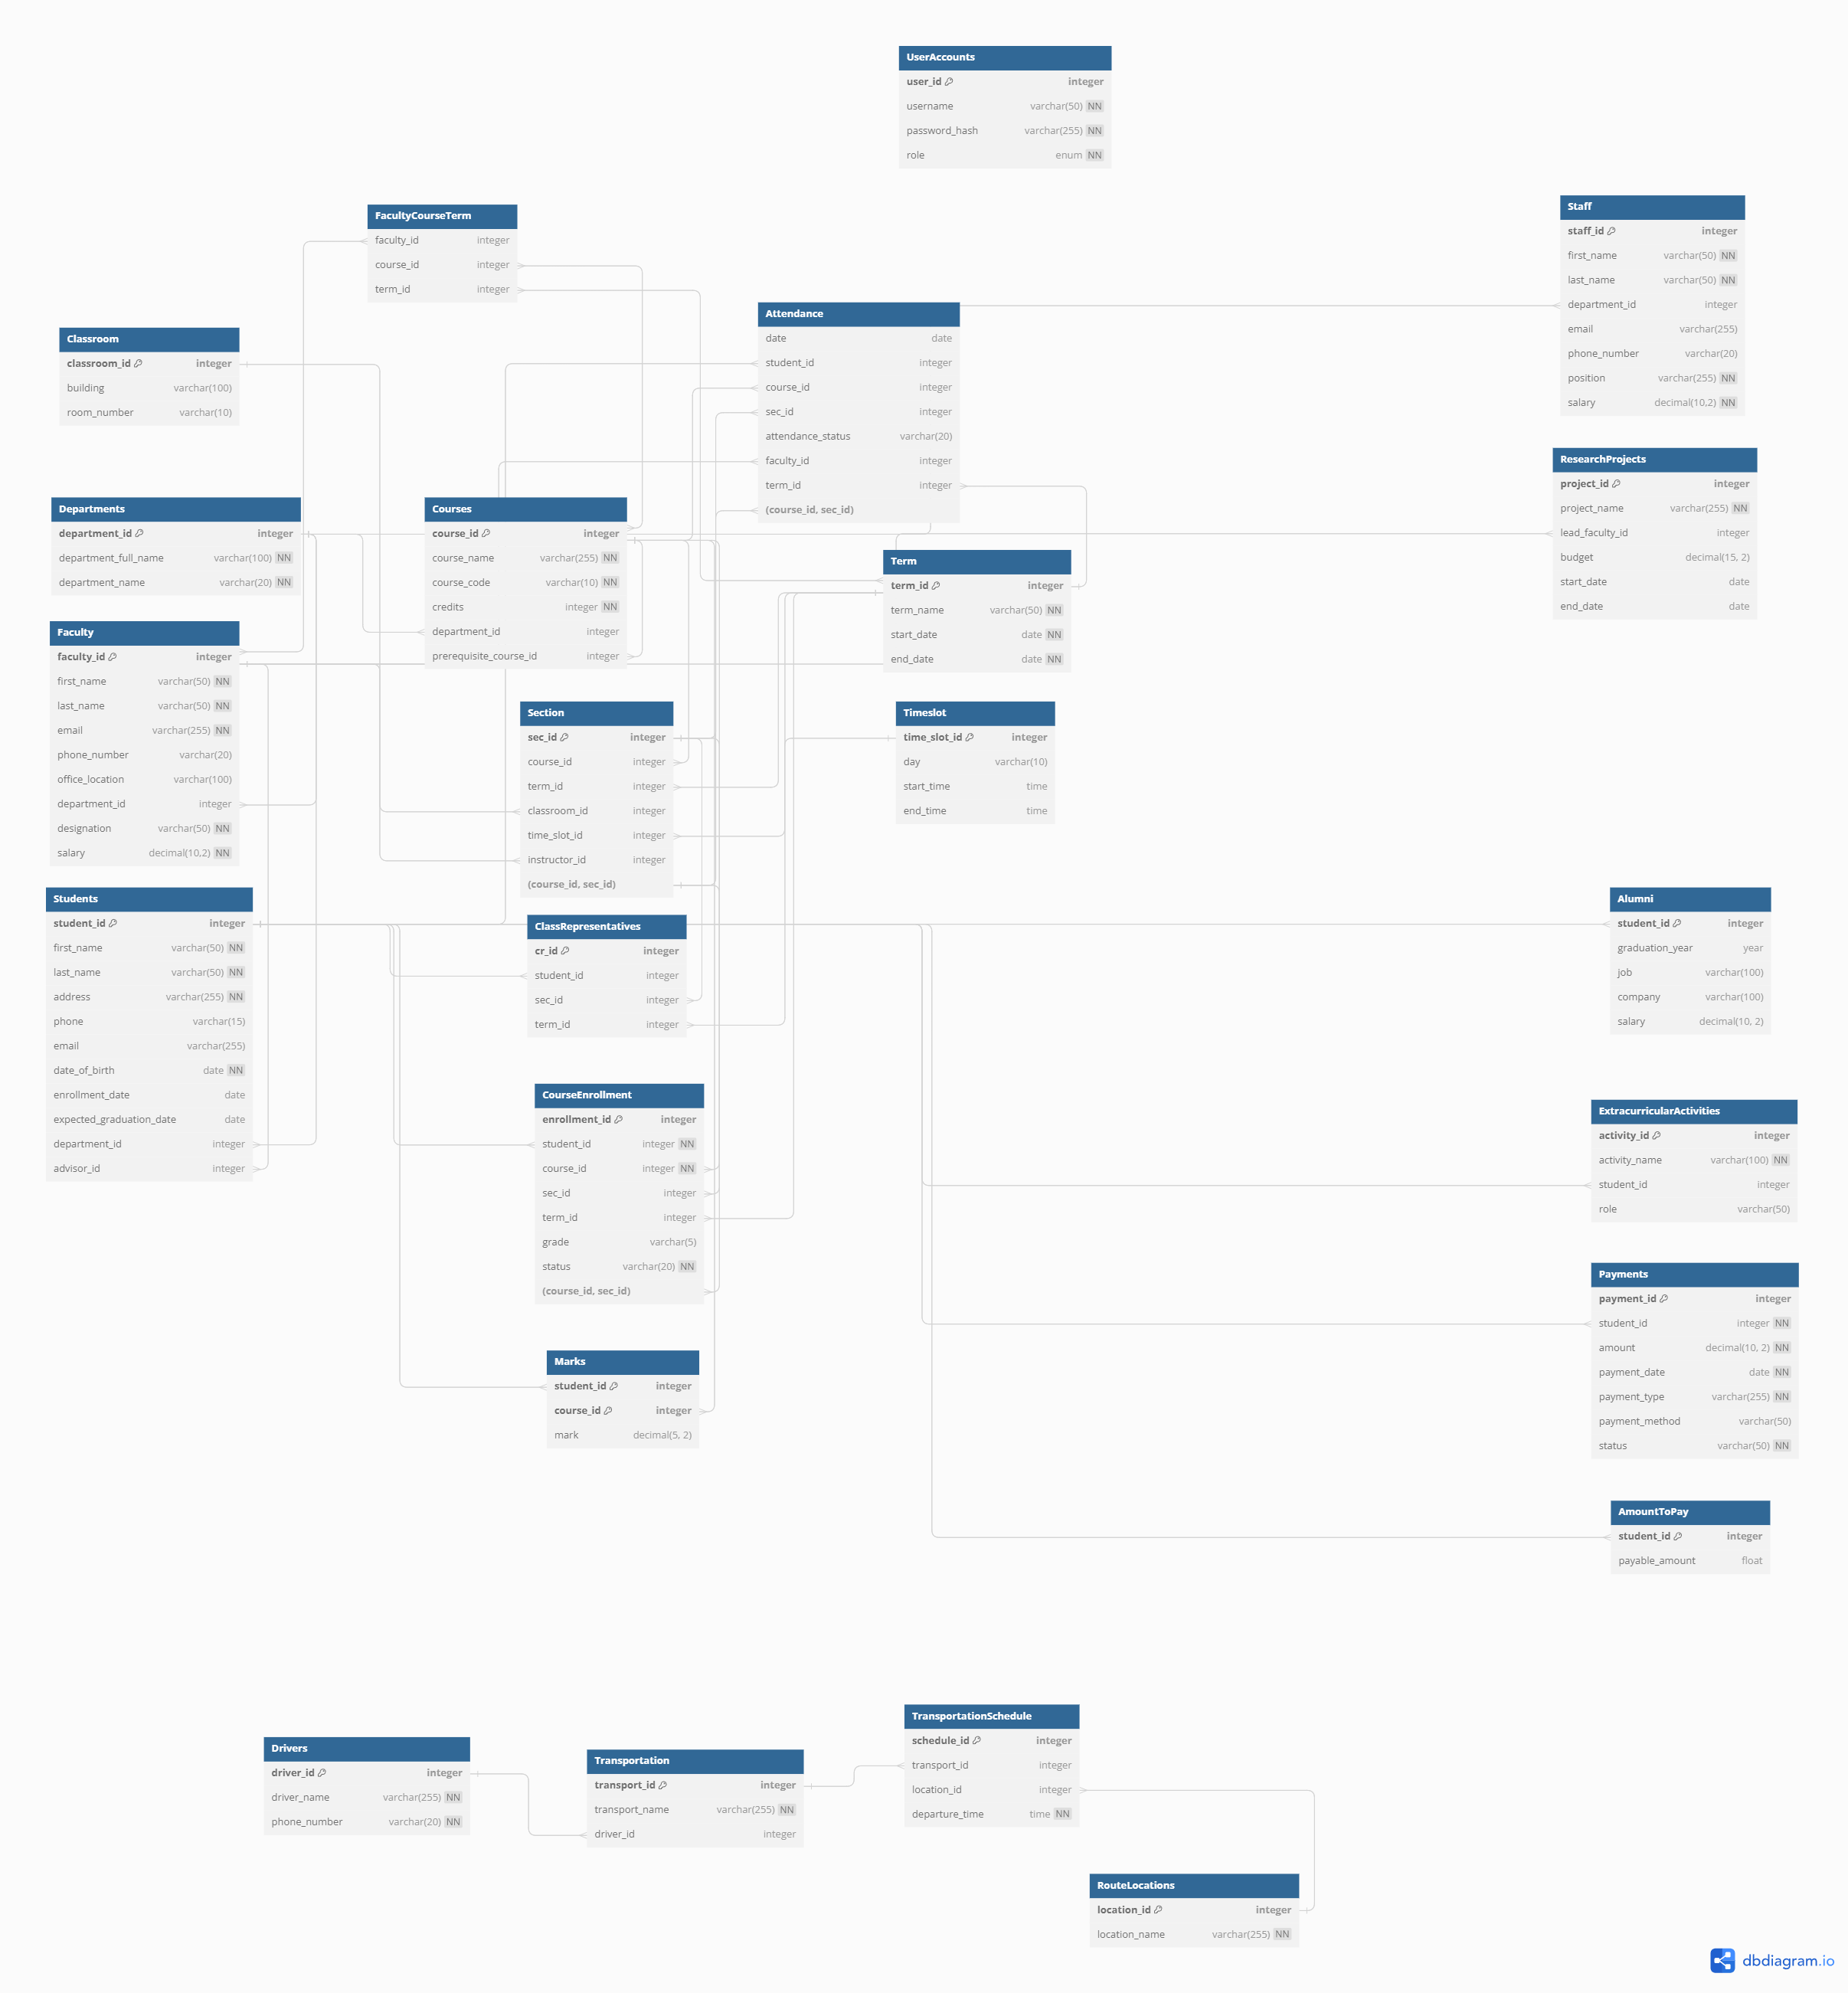 UserAccounts
user_id integer
username varchar(50) NN
password_hash varchar(255) NN
role enum NN
Staff
staff_id integer
first_name varchar(50) NN
last_name varchar(50) NN
department_id integer
email varchar(255)
phone_number varchar(20)
position varchar(255) NN
salary decimal(10,2) NN
FacultyCourseTerm
faculty_id integer
course_id integer
term_id integer
Attendance
date date
student_id integer
course_id integer
sec_id integer
attendance_status varchar(20)
faculty_id integer
term_id integer
(course_id, sec_id)
Classroom
classroom_id integer
building varchar(100)
room_number varchar(10)
ResearchProjects
project_id integer
project_name varchar(255) NN
lead_faculty_id integer
budget decimal(15, 2)
start_date date
end_date date
Departments
department_id integer
department_full_name varchar(100) NN
department_name varchar(20) NN
Courses
course_id integer
course_name varchar(255) NN
course_code varchar(10) NN
credits integer NN
department_id integer
prerequisite_course_id integer
Term
term_id integer
term_name varchar(50) NN
start_date date NN
end_date date NN
Faculty
faculty_id integer
first_name varchar(50) NN
last_name varchar(50) NN
email varchar(255) NN
phone_number varchar(20)
office_location varchar(100)
department_id integer
designation varchar(50) NN
salary decimal(10,2) NN
Section
sec_id integer
course_id integer
term_id integer
classroom_id integer
time_slot_id integer
instructor_id integer
(course_id, sec_id)
Timeslot
time_slot_id integer
day varchar(10)
start_time time
end_time time
Students
student_id integer
first_name varchar(50) NN
last_name varchar(50) NN
address varchar(255) NN
phone varchar(15)
email varchar(255)
date_of_birth date NN
enrollment_date date
expected_graduation_date date
department_id integer
advisor_id integer
ClassRepresentatives
cr_id integer
student_id integer
sec_id integer
term_id integer
Alumni
student_id integer
graduation_year year
job varchar(100)
company varchar(100)
salary decimal(10, 2)
CourseEnrollment
enrollment_id integer
student_id integer NN
course_id integer NN
sec_id integer
term_id integer
grade varchar(5)
status varchar(20) NN
(course_id, sec_id)
ExtracurricularActivities
activity_id integer
activity_name varchar(100) NN
student_id integer
role varchar(50)
Payments
payment_id integer
student_id integer NN
amount decimal(10, 2) NN
payment_date date NN
payment_type varchar(255) NN
payment_method varchar(50)
status varchar(50) NN
Marks
student_id integer
course_id integer
mark decimal(5, 2)
AmountToPay
student_id integer
payable_amount float
TransportationSchedule
schedule_id integer
transport_id integer
location_id integer
departure_time time NN
Drivers
driver_id integer
driver_name varchar(255) NN
phone_number varchar(20) NN
Transportation
transport_id integer
transport_name varchar(255) NN
driver_id integer
RouteLocations
location_id integer
location_name varchar(255) NN
dbdiagram.io